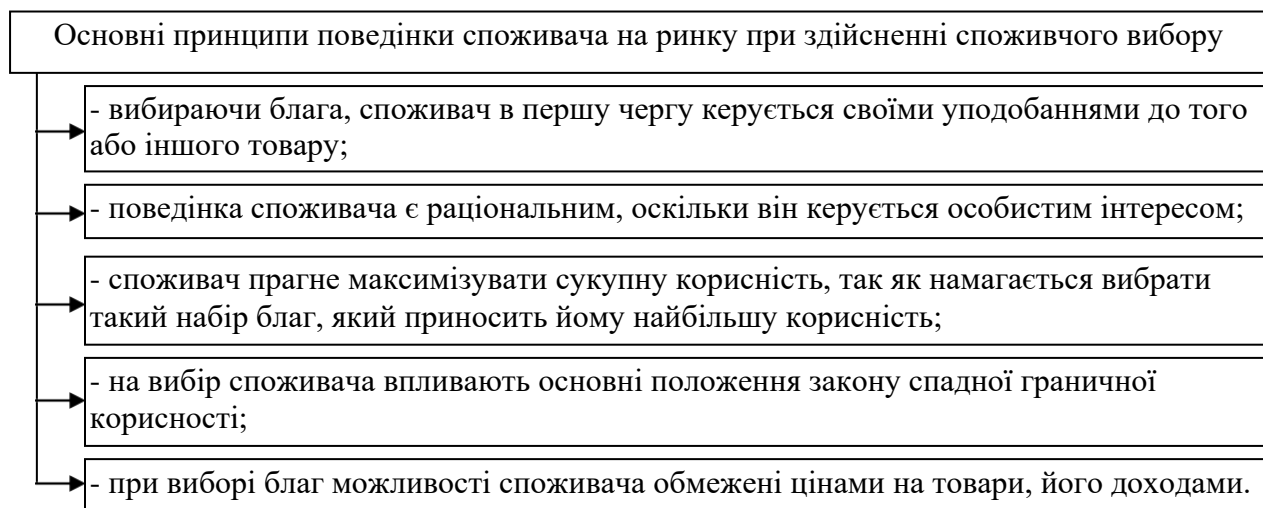 Основні принципи поведінки споживача на ринку при здійсненні споживчого вибору
- вибираючи блага, споживач в першу чергу керується своїми уподобаннями до того
або іншого товару;
- поведінка споживача є раціональним, оскільки він керується особистим інтересом;
- споживач прагне максимізувати сукупну корисність, так як намагається вибрати
такий набір благ, який приносить йому найбільшу корисність;
- на вибір споживача впливають основні положення закону спадної граничної
корисності;
- при виборі благ можливості споживача обмежені цінами на товари, його доходами.